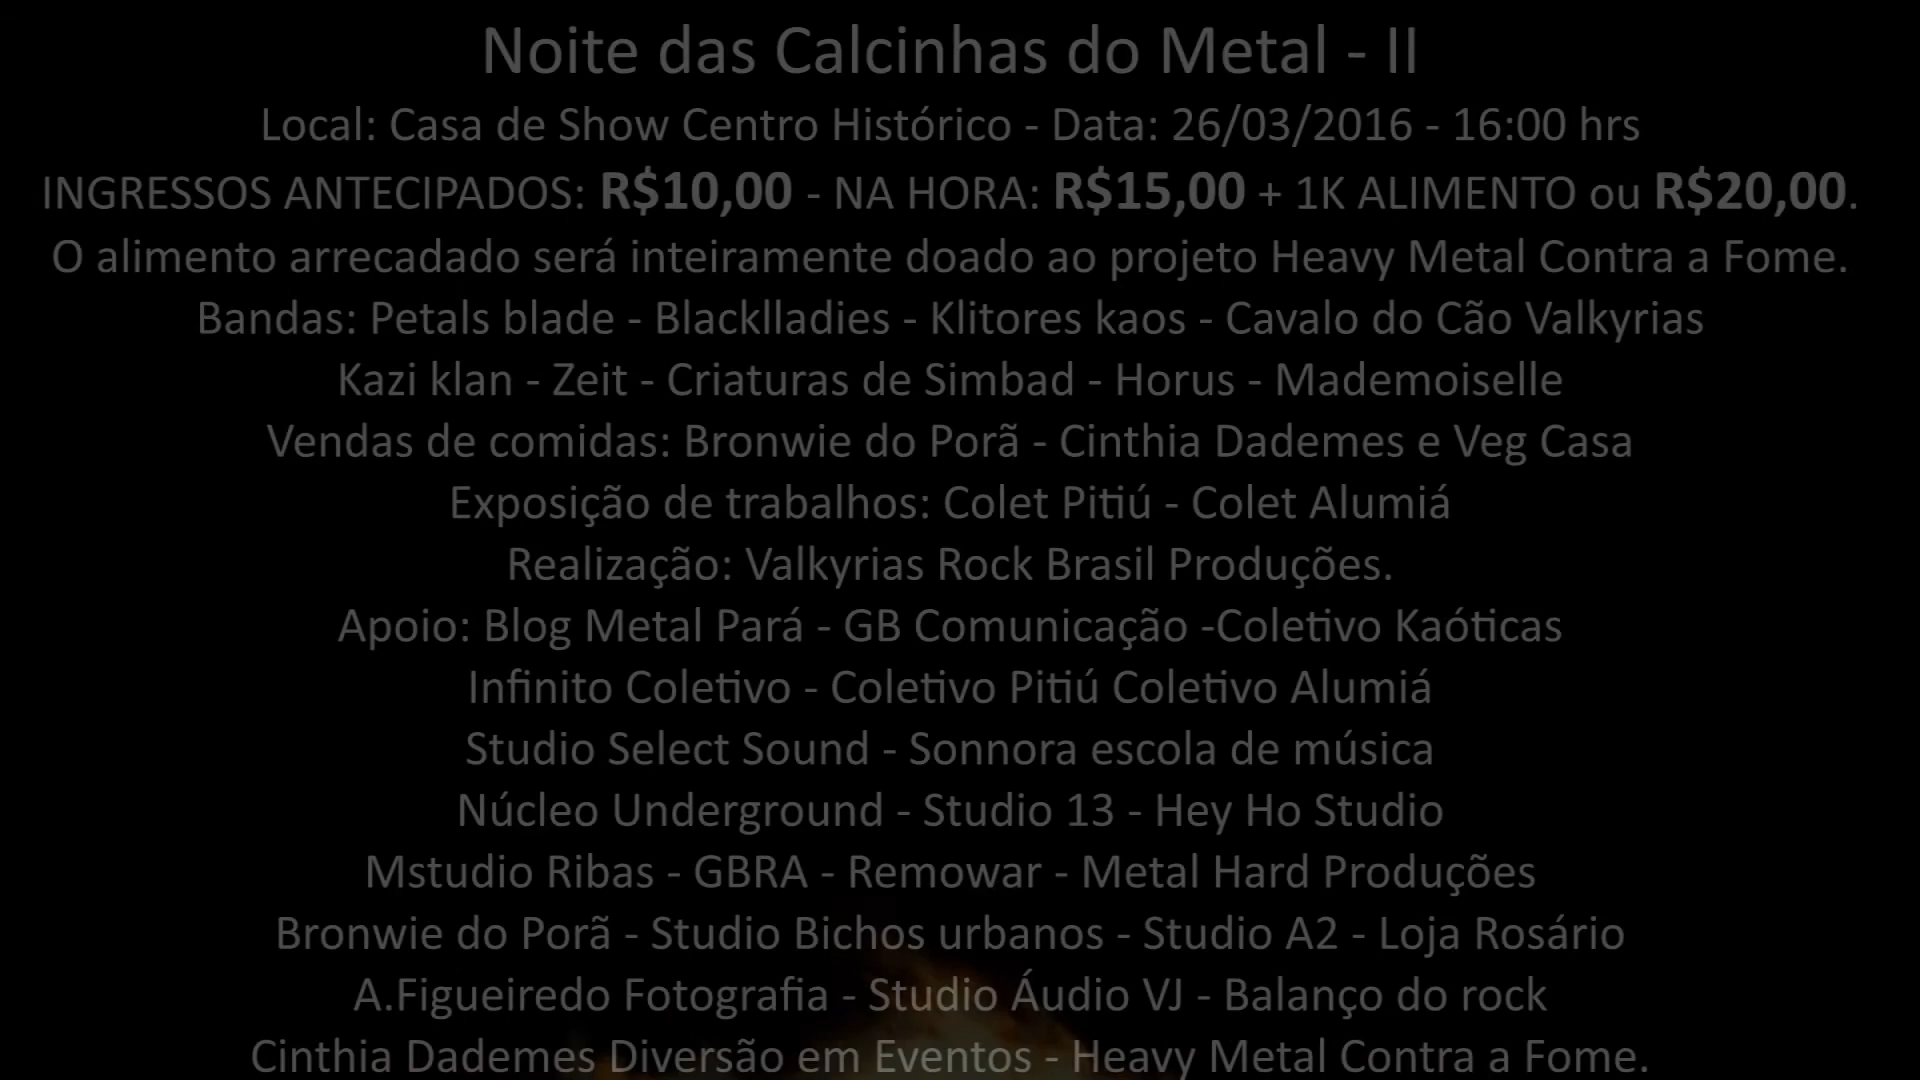 Noite das Calcinhas do Metal - II
Local: Casa de Show Centro Histórico - Data: 26/03/2016 - 16:00 hrs
INGRESSOS ANTECIPADOS: R$10,00 - NA HORA: R$15,00 + 1K ALIMENTO ou R$20,00.
O alimento arrecadado será inteiramente doado ao projeto Heavy Metal Contra a Fome.
Bandas: Petals blade - Blacklladies - Klitores kaos - Cavalo do Cão Valkyrias
Kazi klan - Zeit - Criaturas de Simbad - Horus - Mademoiselle
Vendas de comidas: Bronwie do Porã - Cinthia Dademes e Veg Casa
Exposição de trabalhos: Colet Pitiú - Colet Alumiá
Realização: Valkyrias Rock Brasil Produções.
Apoio: Blog Metal Pará - GB Comunicação -Coletivo Kaóticas
Infinito Coletivo - Coletivo Pitiú Coletivo Alumiá
Studio Select Sound - Sonnora escola de música
Núcleo Underground - Studio 13 - Hey Ho Studio
Mstudio Ribas - GBRA - Remowar - Metal Hard Produções
Bronwie do Porã - Studio Bichos urbanos - Studio A2 - Loja Rosário
A.Figueiredo Fotografia - Studio Áudio VJ - Balanço do rock
Cinthia Dademes Diversão em Eventos - Heavy Metal Contra a Fome.